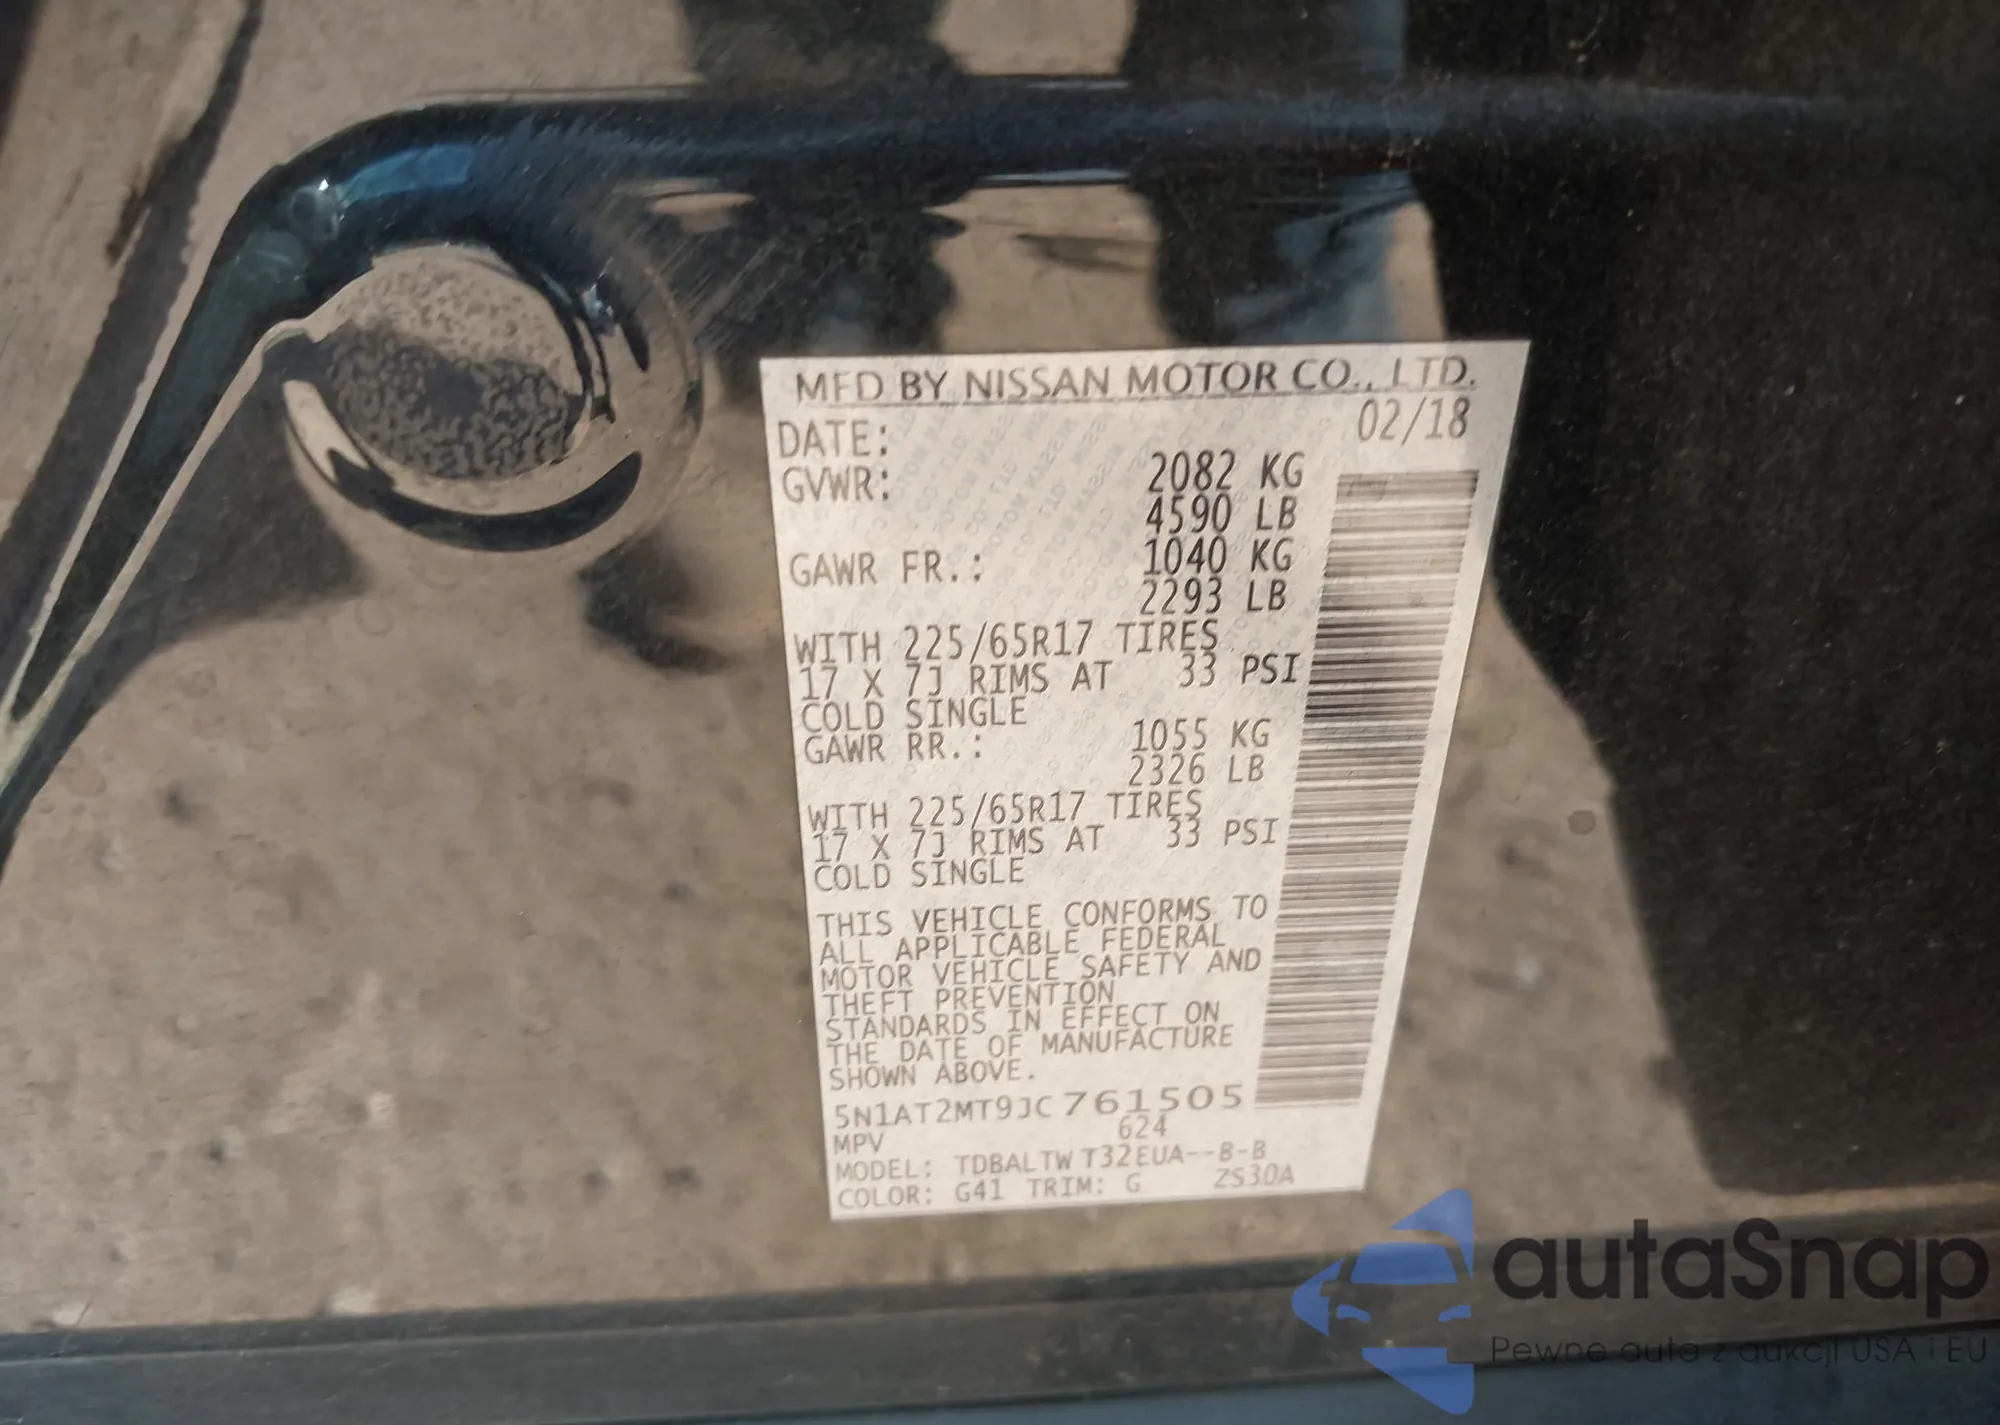 MFD BY NISSAN MOTOR CO., LTD.
DATE: 02/18
GVWR: 2082 KG
4590 LB
GAWR FR.: 1040 KG
2293 LB
WITH 225/65R17 TIRES
17 X 7J RIMS AT 33 PSI
COLD SINGLE
GAWR RR.: 1055 KG
2326 LB
WITH 225/65R17 TIRES
17 X 7J RIMS AT 33 PSI
COLD SINGLE
THIS VEHICLE CONFORMS TO
ALL APPLICABLE FEDERAL
MOTOR VEHICLE SAFETY AND
THEFT PREVENTION
STANDARDS IN EFFECT ON
THE DATE OF MANUFACTURE
SHOWN ABOVE.
5N1AT2MT9JC761505
MPV 624
MODEL: TDBALTW T32EUA--B-B
COLOR: G41 TRIM: G ZS30A
autaSnap
Pewne auta z aukcji USA i EU